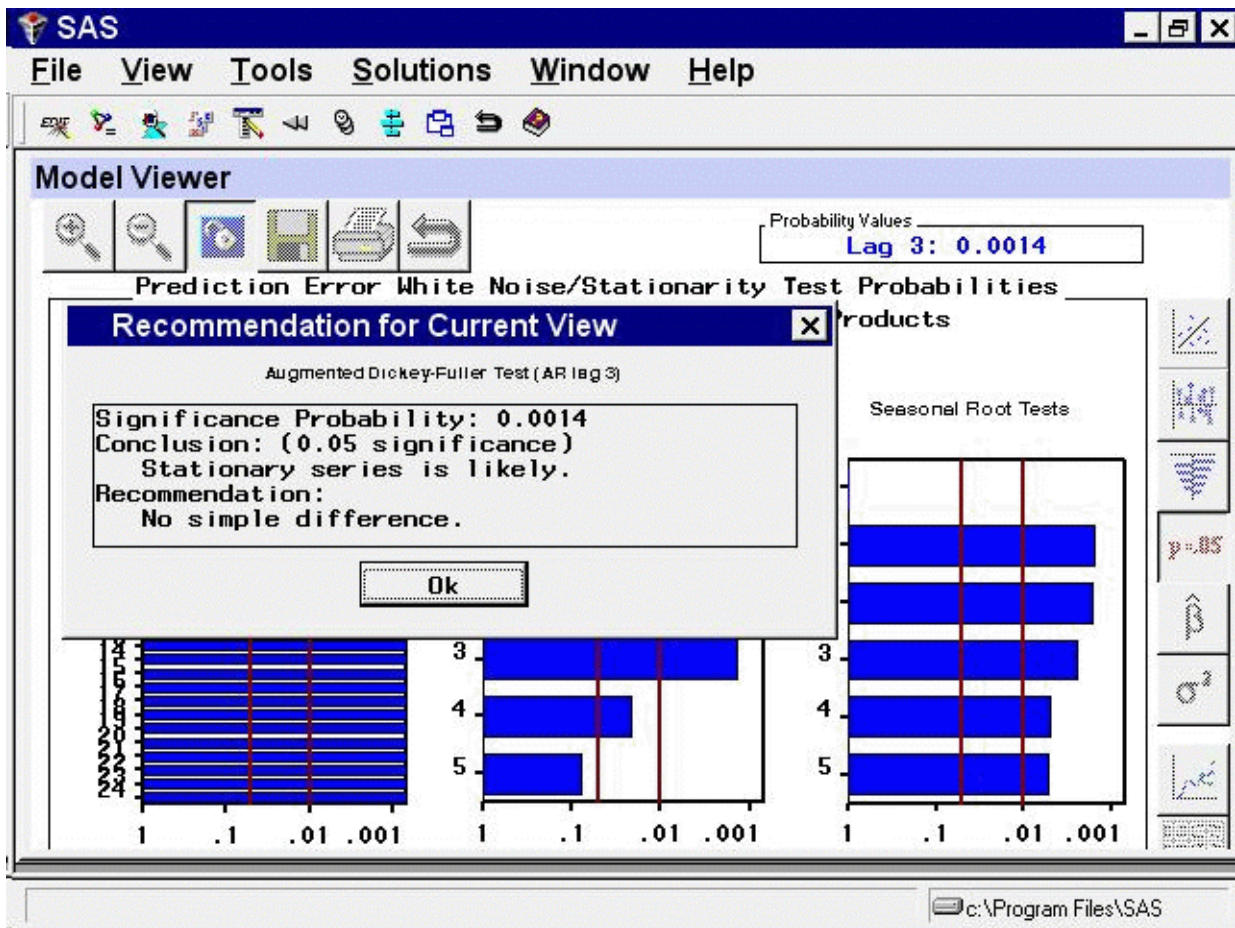 SAS
File View Tools Solutions Window Help
Model Viewer
Probability Values
Lag 3: 0.0014
Prediction Error White Noise/Stationarity Test Probabilities
Products
Recommendation for Current View
Augmented Dickey-Fuller Test (AR lag 3)
Significance Probability: 0.0014
Conclusion: (0.05 significance)
Stationary series is likely.
Recommendation:
No simple difference.
Ok
Seasonal Root Tests
p=.05
β̂
σ²
14
15
17
18
19
20
21
22
23
24
3
4
5
3
4
5
1 .1 .01 .001
1 .1 .01 .001
1 .1 .01 .001
c:\Program Files\SAS